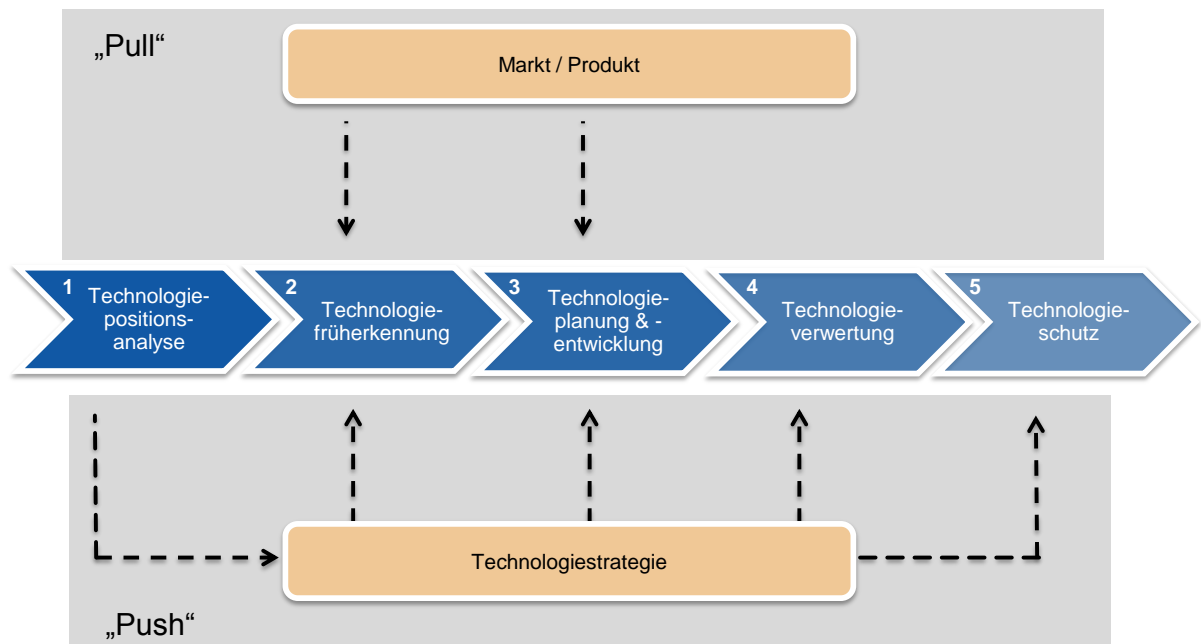 „Pull“
Markt / Produkt
1
Technologie-
positions-
analyse
2
Technologie-
früherkennung
3
Technologie-
planung & -
entwicklung
4
Technologie-
verwertung
5
Technologie-
schutz
Technologiestrategie
„Push“